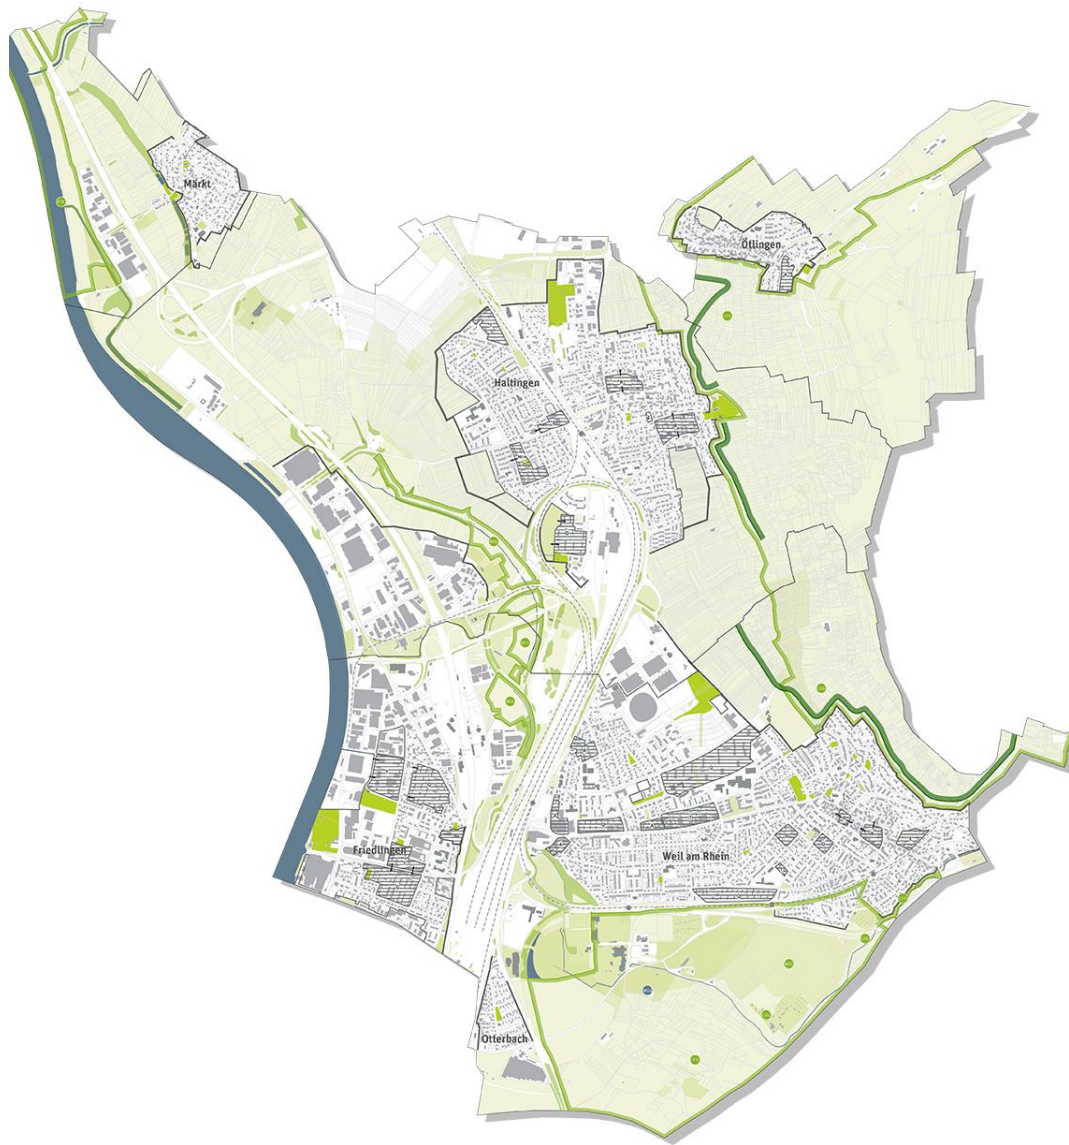 Märkt
Ötlingen
Haltingen
Friedlingen
Weil am Rhein
Otterbach